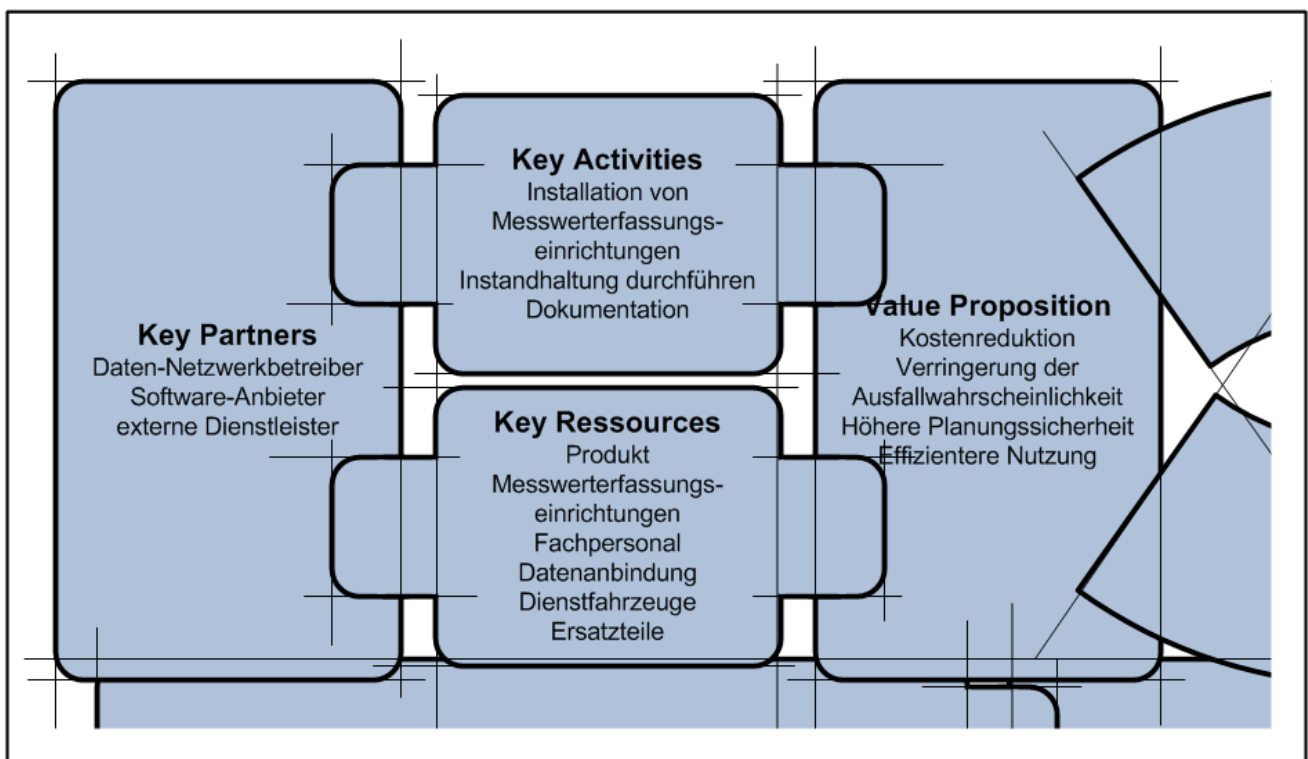 Key Partners
Daten-Netzwerkbetreiber
Software-Anbieter
externe Dienstleister
Key Activities
Installation von
Messwerterfassungs-
einrichtungen
Instandhaltung durchführen
Dokumentation
Key Ressources
Produkt
Messwerterfassungs-
einrichtungen
Fachpersonal
Datenanbindung
Dienstfahrzeuge
Ersatzteile
Value Proposition
Kostenreduktion
Verringerung der
Ausfallwahrscheinlichkeit
Höhere Planungssicherheit
Effizientere Nutzung